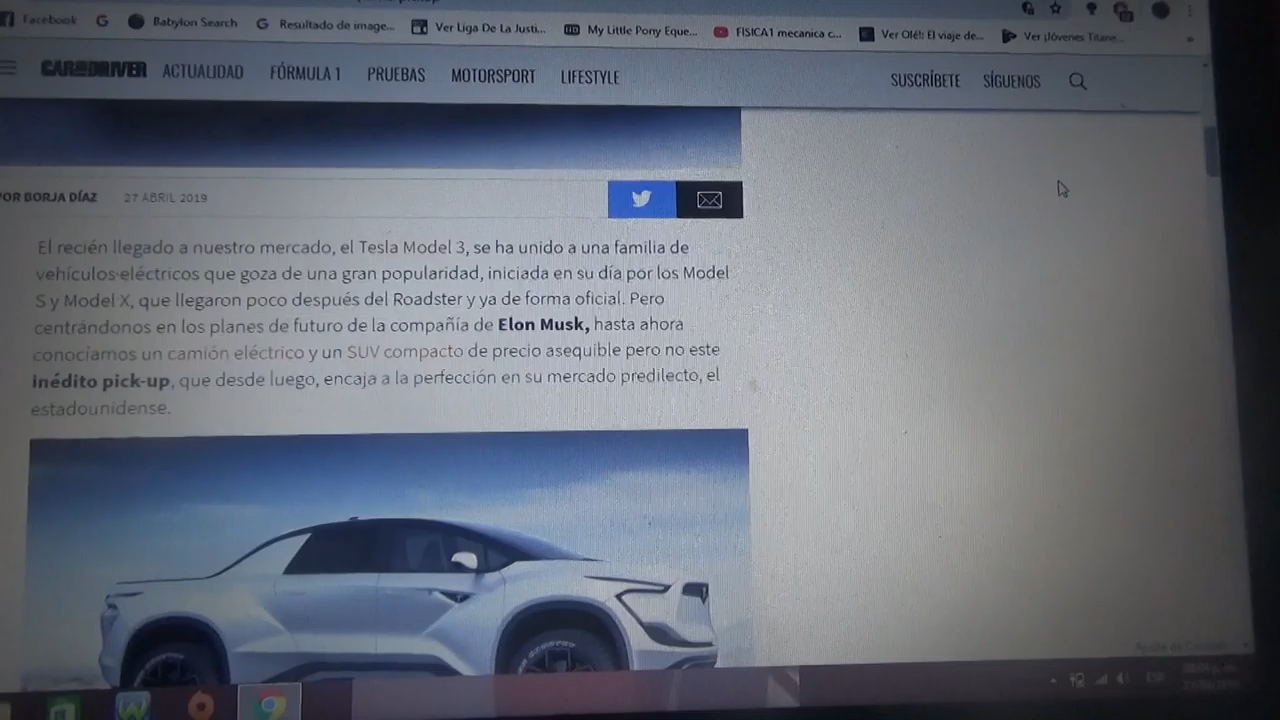 Facebook
Babylon Search
Resultado de image...
Ver Liga De La Justi...
My Little Pony Eque...
FISICA1 mecanica c...
Ver Olé!: El viaje de...
Ver ¡Jóvenes Titane...
CAR AND DRIVER
ACTUALIDAD
FÓRMULA 1
PRUEBAS
MOTORSPORT
LIFESTYLE
SUSCRÍBETE
SÍGUENOS
OR BORJA DÍAZ
27 ABRIL 2019
El recién llegado a nuestro mercado, el Tesla Model 3, se ha unido a una familia de
vehículos eléctricos que goza de una gran popularidad, iniciada en su día por los Model
S y Model X, que llegaron poco después del Roadster y ya de forma oficial. Pero
centrándonos en los planes de futuro de la compañía de Elon Musk, hasta ahora
conocíamos un camión eléctrico y un SUV compacto de precio asequible pero no este
inédito pick-up, que desde luego, encaja a la perfección en su mercado predilecto, el
estadounidense.
ESP